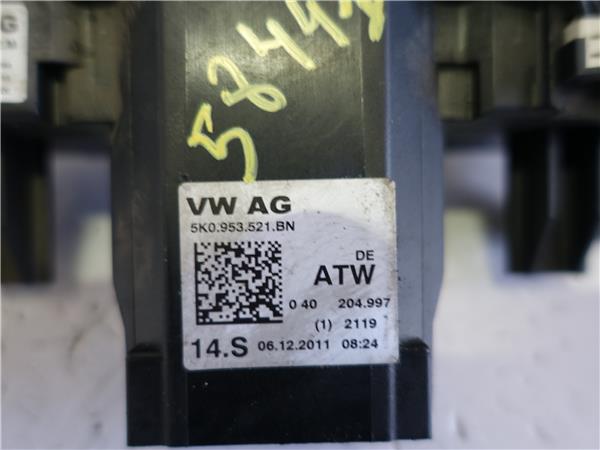 58448
VW AG
5K0.953.521.BN
DE
ATW
0 40 204.997
(1) 2119
14.S 06.12.2011 08:24